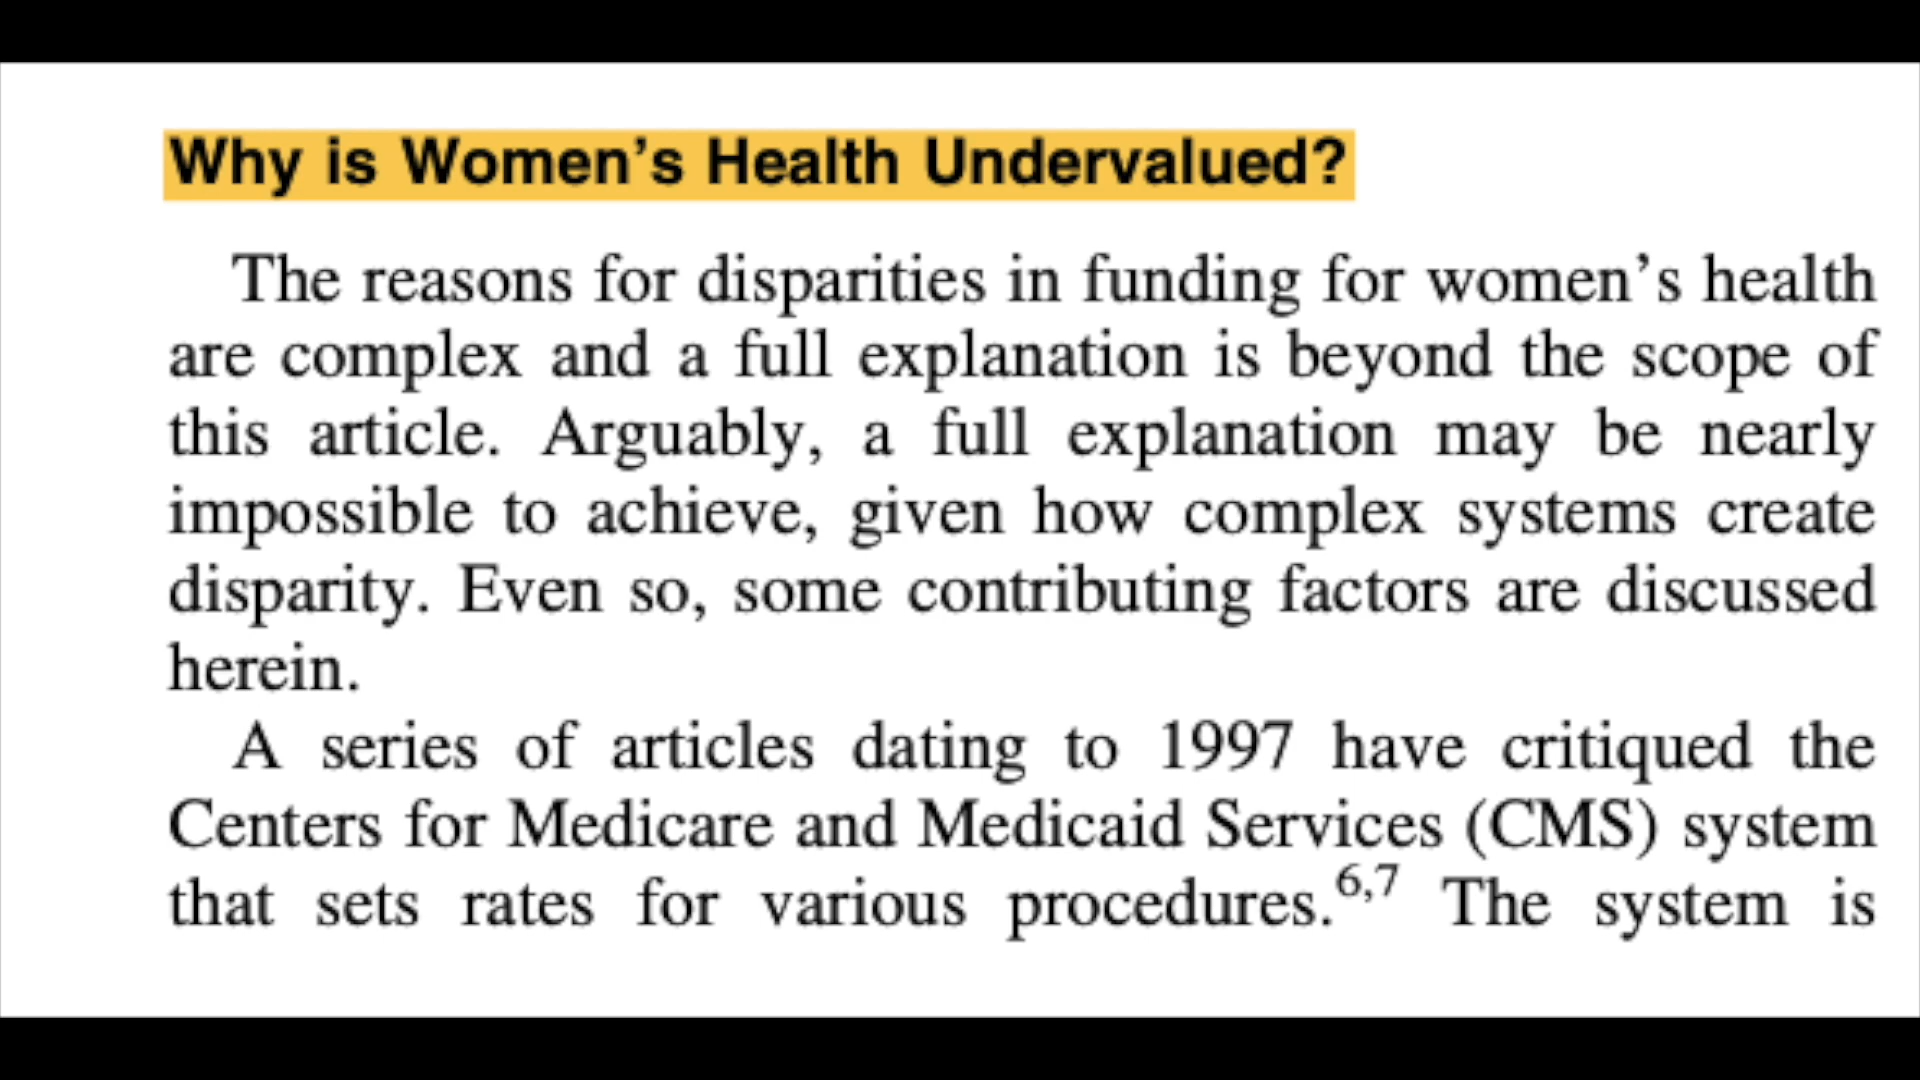 Why is Women’s Health Undervalued?
The reasons for disparities in funding for women’s health
are complex and a full explanation is beyond the scope of
this article. Arguably, a full explanation may be nearly
impossible to achieve, given how complex systems create
disparity. Even so, some contributing factors are discussed
herein.
A series of articles dating to 1997 have critiqued the
Centers for Medicare and Medicaid Services (CMS) system
that sets rates for various procedures.6,7 The system is